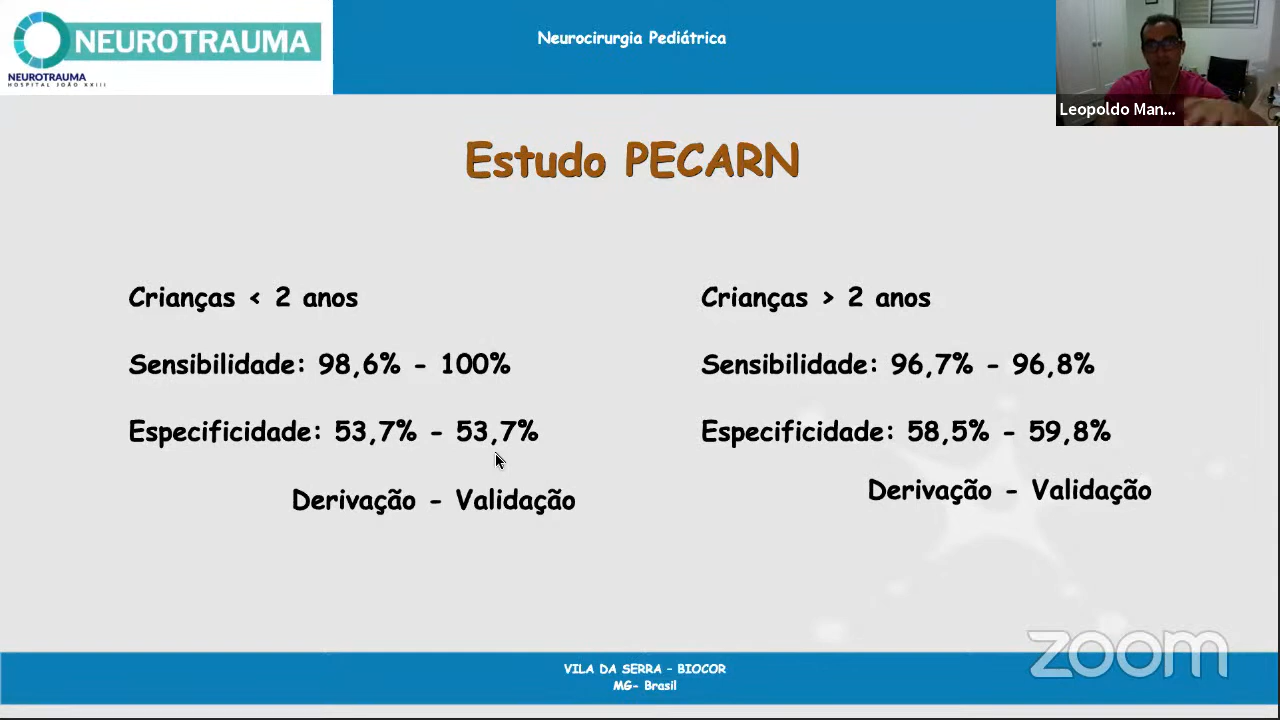 NEUROTRAUMA
NEUROTRAUMA
HOSPITAL JOÃO XXIII
Neurocirurgia Pediátrica
Leopoldo Man...
Estudo PECARN
Crianças < 2 anos
Sensibilidade: 98,6% - 100%
Especificidade: 53,7% - 53,7%
Derivação - Validação
Crianças > 2 anos
Sensibilidade: 96,7% - 96,8%
Especificidade: 58,5% - 59,8%
Derivação - Validação
zoom
VILA DA SERRA - BIOCOR
MG- Brasil